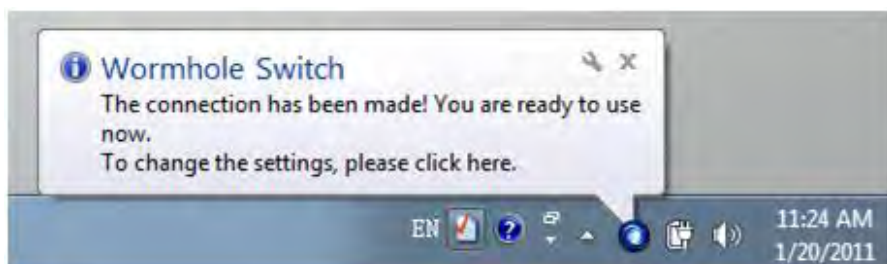 Wormhole Switch
The connection has been made! You are ready to use
now.
To change the settings, please click here.
EN
11:24 AM
1/20/2011